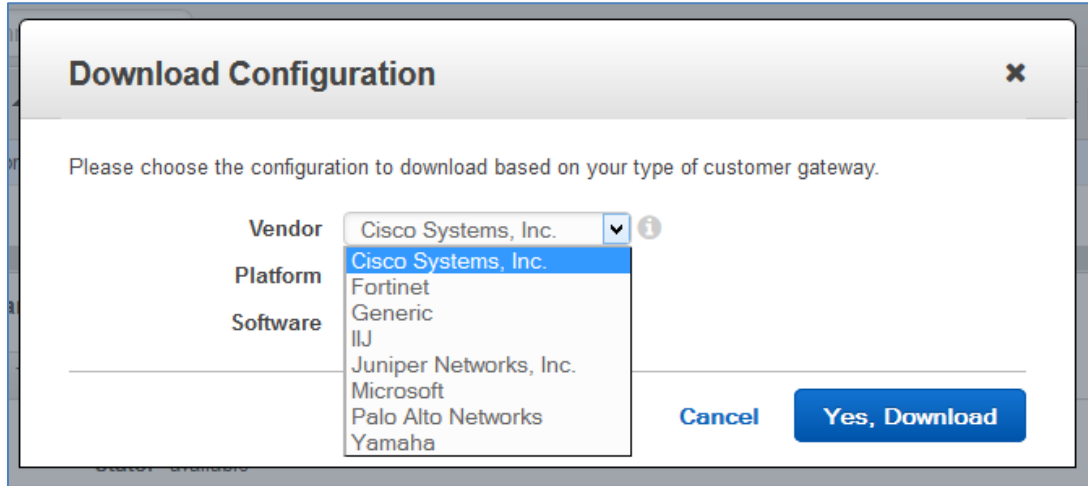 Download Configuration
Please choose the configuration to download based on your type of customer gateway.
Vendor Cisco Systems, Inc.
Cisco Systems, Inc.
Platform
Fortinet
Generic
Software
IIJ
Juniper Networks, Inc.
Microsoft
Palo Alto Networks
Yamaha
Cancel Yes, Download